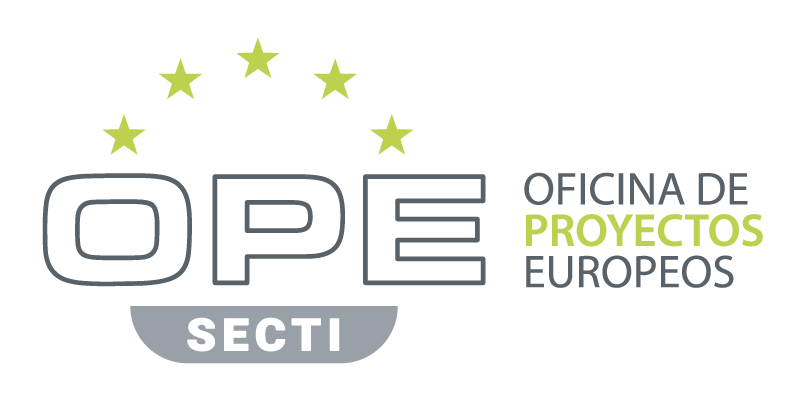 OPE
SECTI
OFICINA DE
PROYECTOS
EUROPEOS